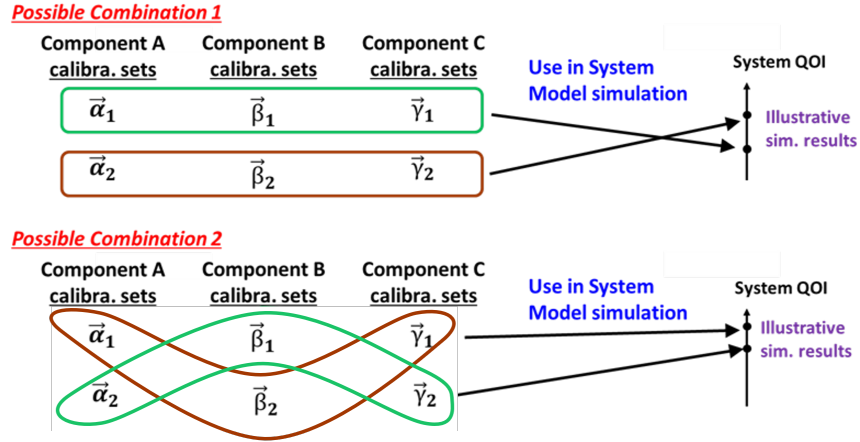 Possible Combination 1
Component A Component B Component C
calibra. sets calibra. sets calibra. sets
Use in System
Model simulation
System QOI
α⃗₁ β⃗₁ γ⃗₁
Illustrative
sim. results
α⃗₂ β⃗₂ γ⃗₂
Possible Combination 2
Component A Component B Component C
calibra. sets calibra. sets calibra. sets
Use in System
Model simulation
System QOI
α⃗₁ β⃗₁ γ⃗₁
Illustrative
sim. results
α⃗₂ β⃗₂ γ⃗₂